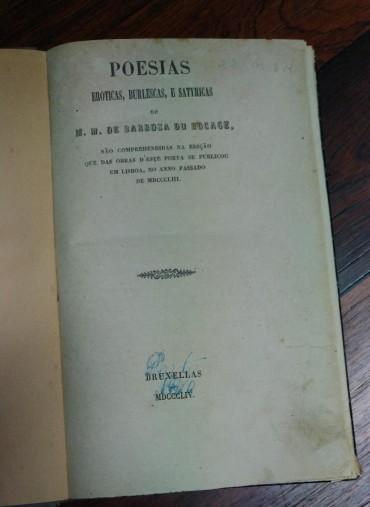 POESIAS
EROTICAS, BURLESCAS, E SATYRICAS
DE
M. M. DE BARBOSA DU BOCAGE,
NÃO COMPREHENDIDAS NA EDIÇÃO
QUE DAS OBRAS D'ESTE POETA SE PUBLICOU
EM LISBOA, NO ANNO PASSADO
DE MDCCCLIII.
BRUXELLAS
MDCCCLIV.